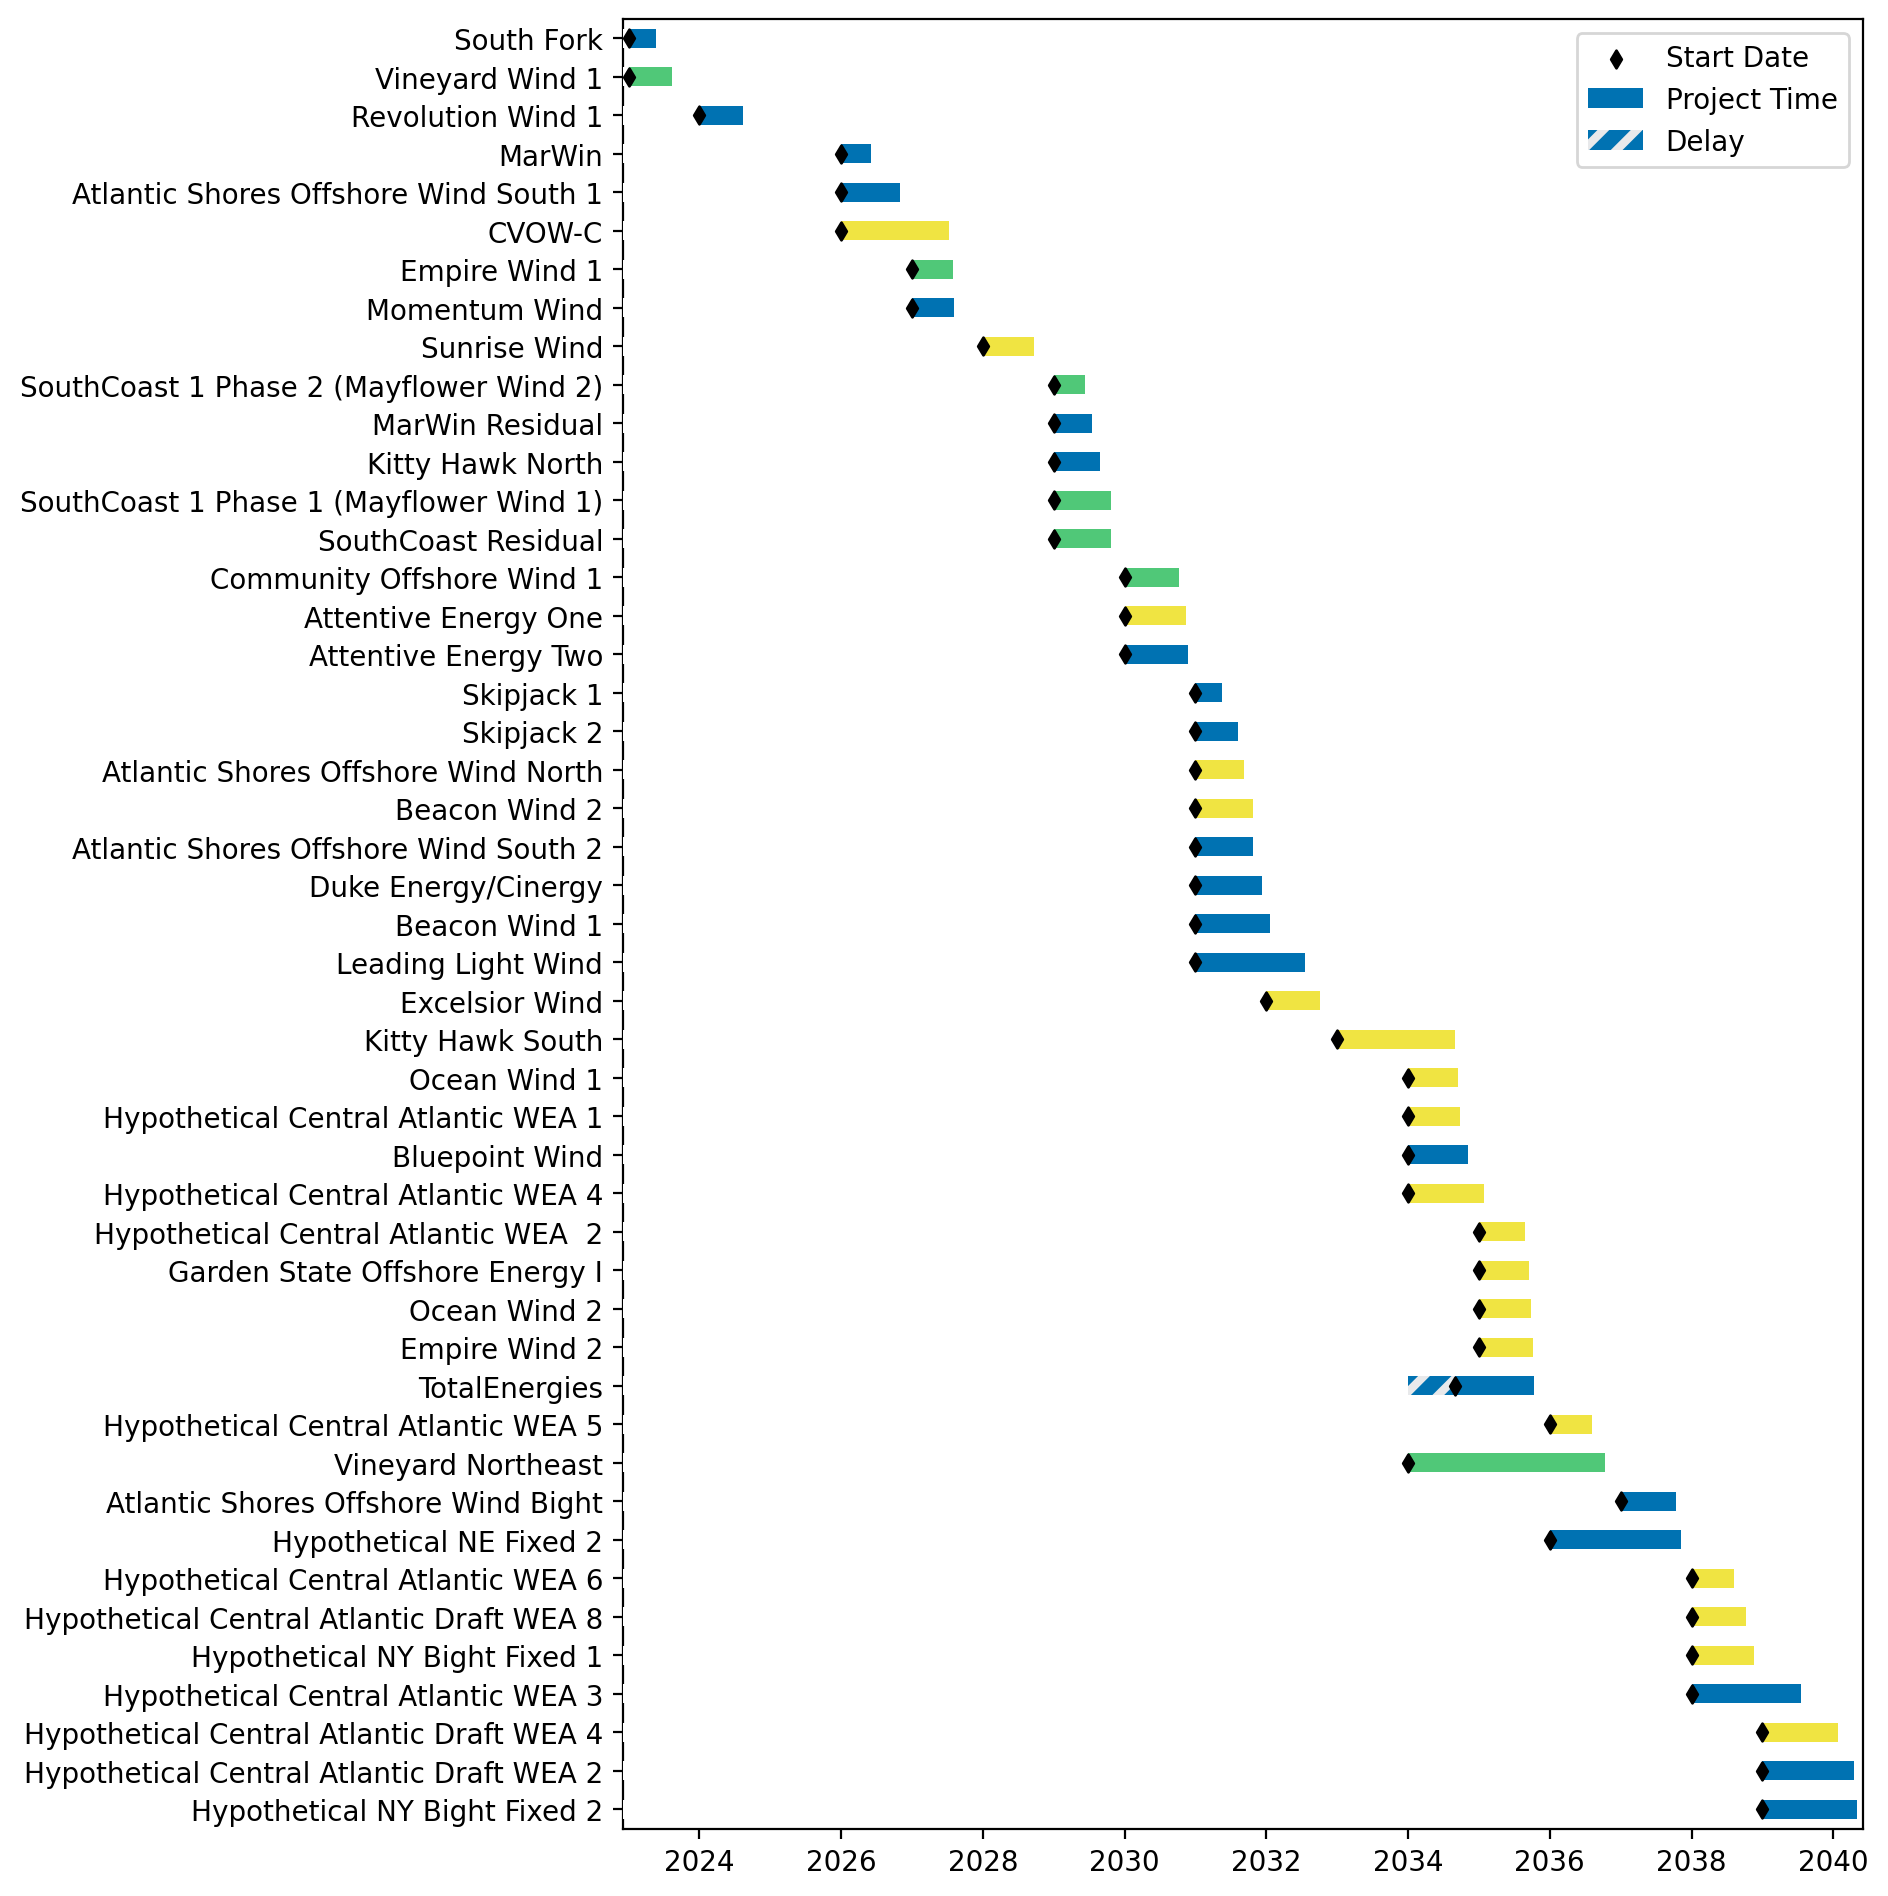 South Fork
Vineyard Wind 1
Revolution Wind 1
MarWin
Atlantic Shores Offshore Wind South 1
CVOW-C
Empire Wind 1
Momentum Wind
Sunrise Wind
SouthCoast 1 Phase 2 (Mayflower Wind 2)
MarWin Residual
Kitty Hawk North
SouthCoast 1 Phase 1 (Mayflower Wind 1)
SouthCoast Residual
Community Offshore Wind 1
Attentive Energy One
Attentive Energy Two
Skipjack 1
Skipjack 2
Atlantic Shores Offshore Wind North
Beacon Wind 2
Atlantic Shores Offshore Wind South 2
Duke Energy/Cinergy
Beacon Wind 1
Leading Light Wind
Excelsior Wind
Kitty Hawk South
Ocean Wind 1
Hypothetical Central Atlantic WEA 1
Bluepoint Wind
Hypothetical Central Atlantic WEA 4
Hypothetical Central Atlantic WEA  2
Garden State Offshore Energy I
Ocean Wind 2
Empire Wind 2
TotalEnergies
Hypothetical Central Atlantic WEA 5
Vineyard Northeast
Atlantic Shores Offshore Wind Bight
Hypothetical NE Fixed 2
Hypothetical Central Atlantic WEA 6
Hypothetical Central Atlantic Draft WEA 8
Hypothetical NY Bight Fixed 1
Hypothetical Central Atlantic WEA 3
Hypothetical Central Atlantic Draft WEA 4
Hypothetical Central Atlantic Draft WEA 2
Hypothetical NY Bight Fixed 2
Start Date
Project Time
Delay
2024 2026 2028 2030 2032 2034 2036 2038 2040